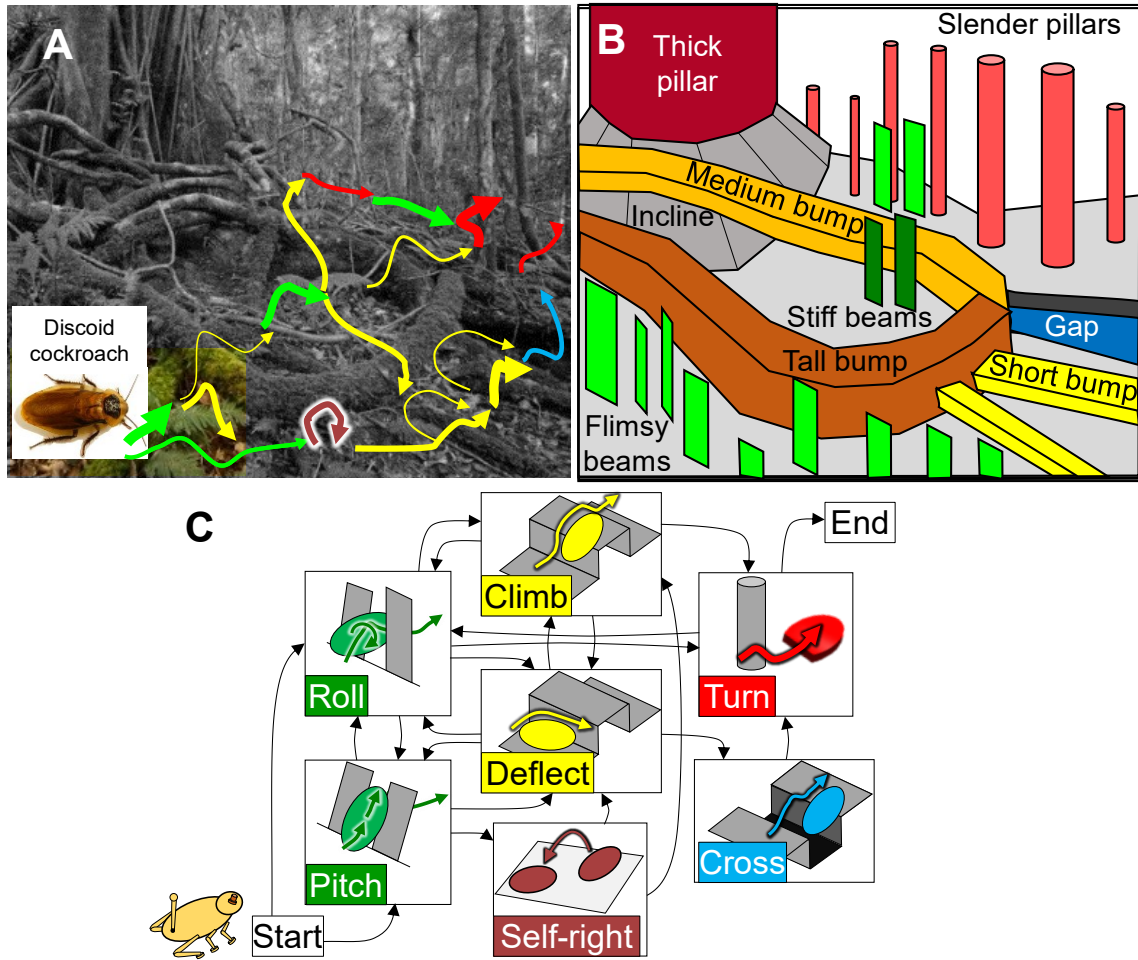 A
Discoid
cockroach
B
Thick
pillar
Slender pillars
Medium bump
Incline
Stiff beams
Gap
Tall bump
Short bump
Flimsy
beams
C
Climb
End
Roll
Turn
Deflect
Pitch
Cross
Self-right
Start